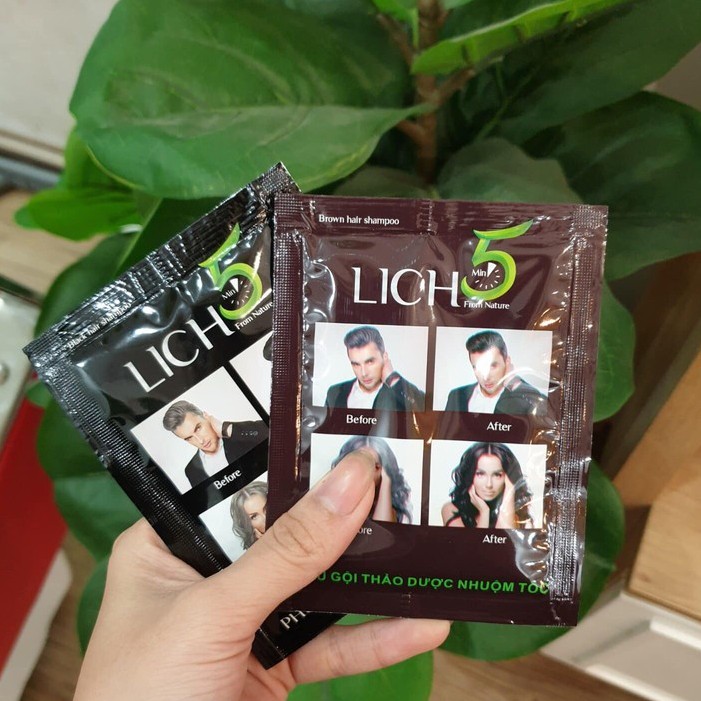 Brown hair shampoo
LICH 5
Min
From Nature
Before
After
After
GỘI THẢO DƯỢC NHUỘM
Black hair shampoo
LICH 5
Min
From Nature
Before